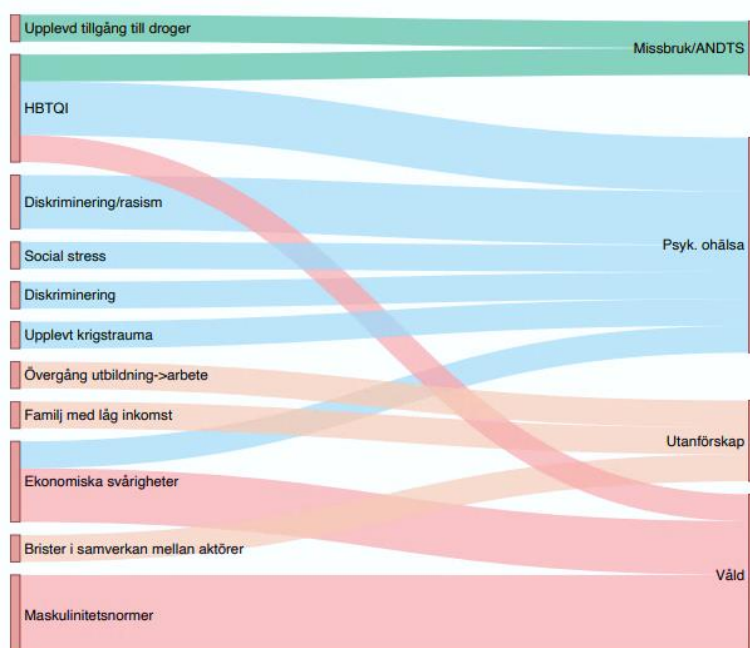 Upplevd tillgång till droger
HBTQI
Diskriminering/rasism
Social stress
Diskriminering
Upplevt krigstrauma
Övergång utbildning->arbete
Familj med låg inkomst
Ekonomiska svårigheter
Brister i samverkan mellan aktörer
Maskulinitetsnormer
Missbruk/ANDTS
Psyk. ohälsa
Utanförskap
Våld